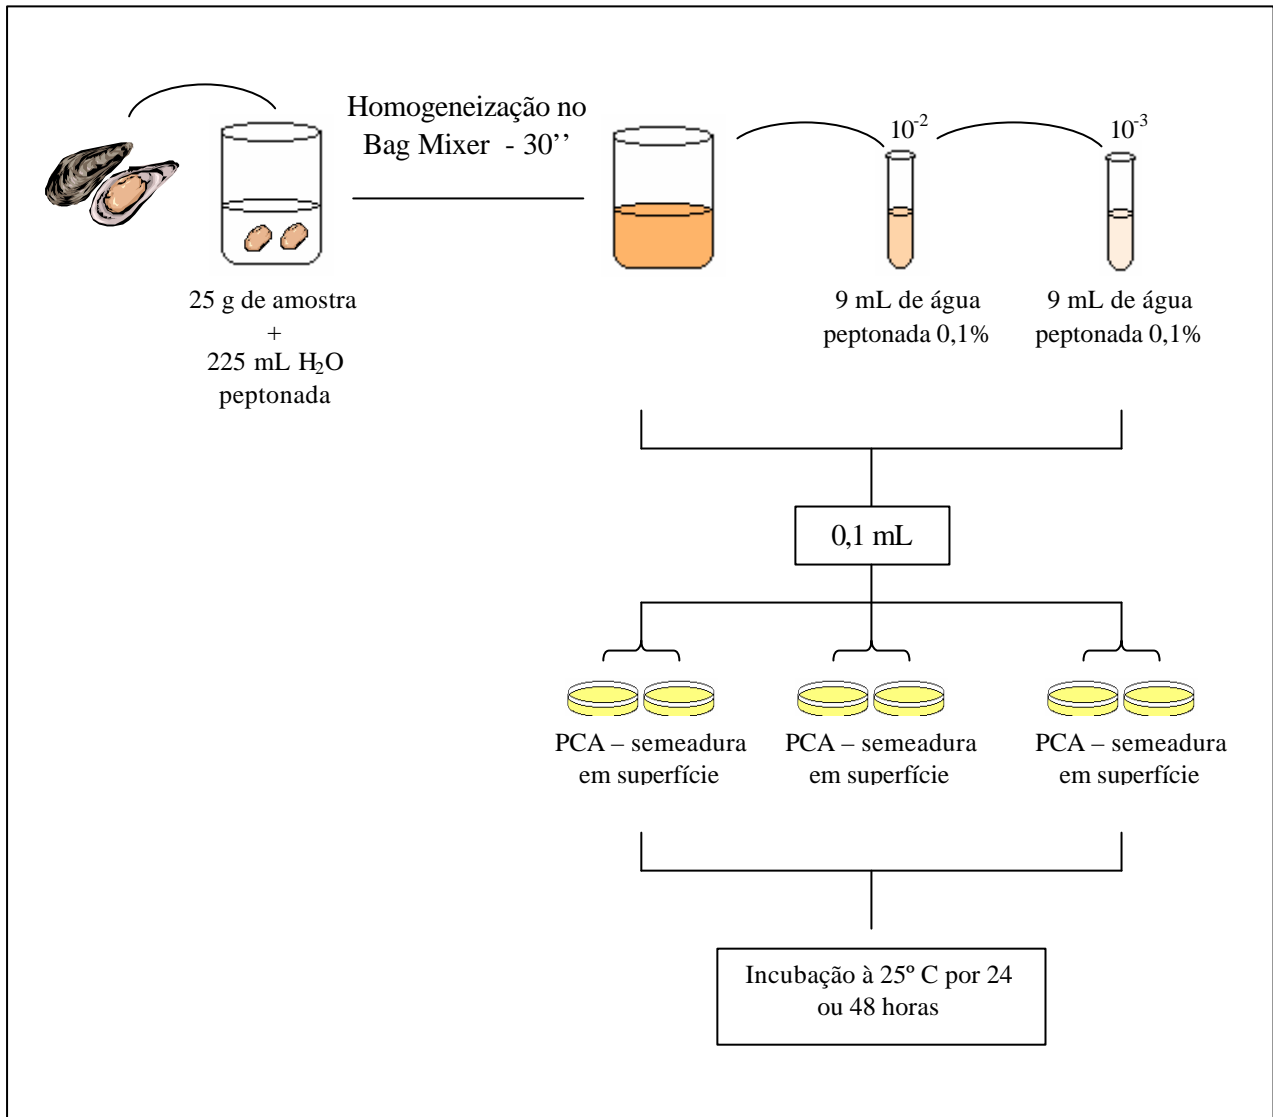 Homogeneização no
Bag Mixer - 30’’
10-2
10-3
25 g de amostra
+
225 mL H2O
peptonada
9 mL de água
peptonada 0,1%
9 mL de água
peptonada 0,1%
0,1 mL
PCA – semeadura
em superfície
PCA – semeadura
em superfície
PCA – semeadura
em superfície
Incubação à 25º C por 24
ou 48 horas